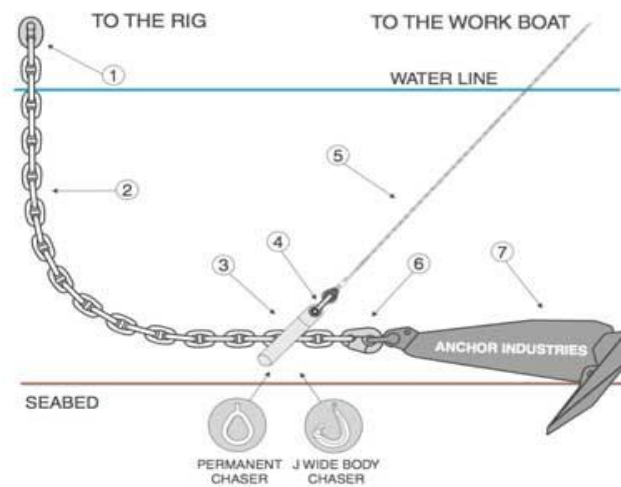 TO THE RIG
TO THE WORK BOAT
1
WATER LINE
5
2
4
3
6
7
ANCHOR INDUSTRIES
SEABED
PERMANENT
CHASER
J WIDE BODY
CHASER